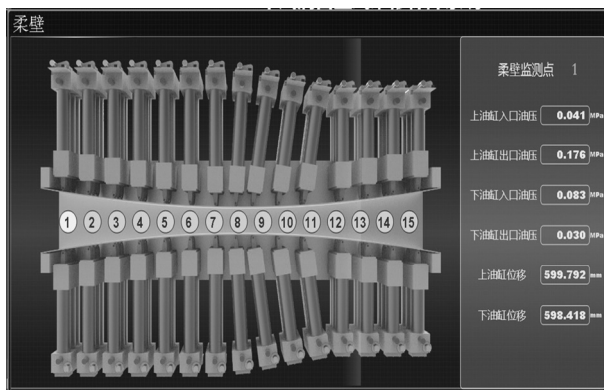 柔壁
柔壁监测点 1
上油缸入口油压 0.041 MPa
上油缸出口油压 0.176 MPa
下油缸入口油压 0.083 MPa
下油缸出口油压 0.030 MPa
上油缸位移 599.792 mm
下油缸位移 598.418 mm
1 2 3 4 5 6 7 8 9 10 11 12 13 14 15